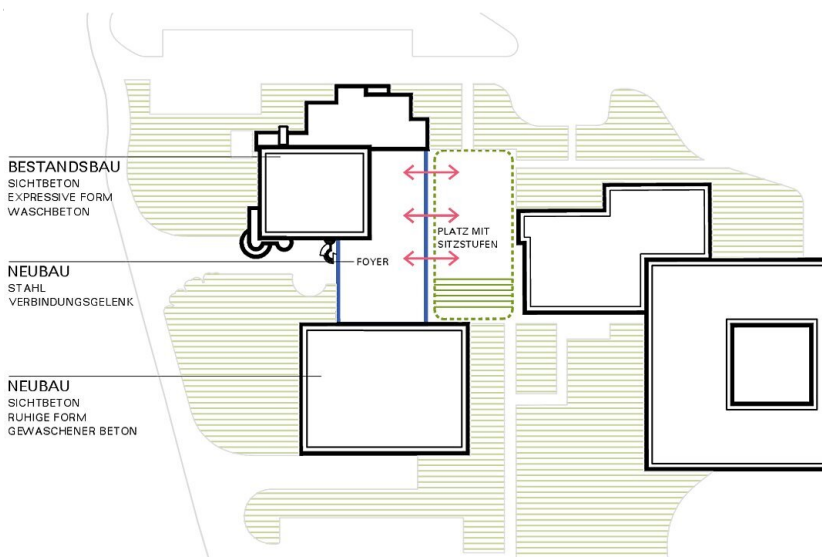 BESTANDSBAU
SICHTBETON
EXPRESSIVE FORM
WASCHBETON
PLATZ MIT
SITZSTUFEN
FOYER
NEUBAU
STAHL
VERBINDUNGSGELENK
NEUBAU
SICHTBETON
RUHIGE FORM
GEWASCHENER BETON